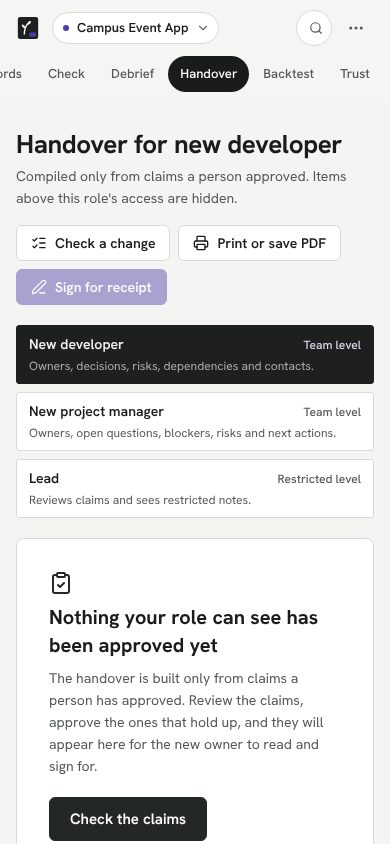 Campus Event App
ords Check Debrief Handover Backtest Trust
Handover for new developer
Compiled only from claims a person approved. Items
above this role's access are hidden.
Check a change
Print or save PDF
Sign for receipt
New developer
Team level
Owners, decisions, risks, dependencies and contacts.
New project manager
Team level
Owners, open questions, blockers, risks and next actions.
Lead
Restricted level
Reviews claims and sees restricted notes.
Nothing your role can see has
been approved yet
The handover is built only from claims a
person has approved. Review the claims,
approve the ones that hold up, and they will
appear here for the new owner to read and
sign for.
Check the claims